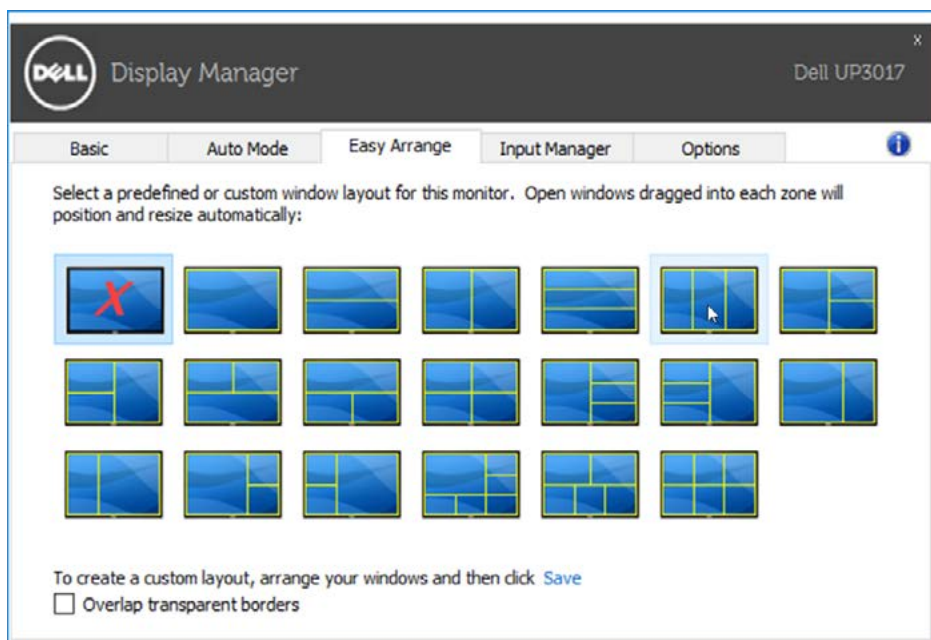 DELL Display Manager
x
Dell UP3017
Basic Auto Mode Easy Arrange Input Manager Options i
Select a predefined or custom window layout for this monitor. Open windows dragged into each zone will
position and resize automatically:
X
To create a custom layout, arrange your windows and then click Save
Overlap transparent borders